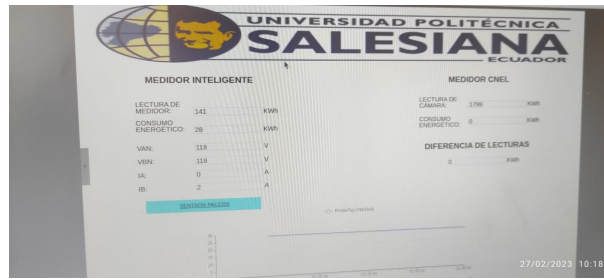 UNIVERSIDAD POLITÉCNICA
SALESIANA
ECUADOR
MEDIDOR INTELIGENTE
LECTURA DE MEDIDOR: 141 KWh
CONSUMO ENERGÉTICO: 28 KWh
VAN: 118 V
VBN: 118 V
IA: 0 A
IB: 2 A
SENTRON PAC3200
MEDIDOR CNEL
LECTURA DE CÁMARA: 1798 KWh
CONSUMO ENERGÉTICO: 0 KWh
DIFERENCIA DE LECTURAS
0 KWh
27/02/2023 10:18